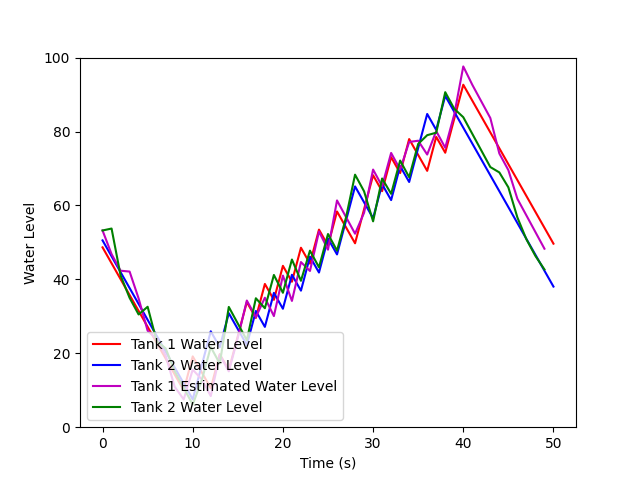 100
80
60
40
20
0
Water Level
Tank 1 Water Level
Tank 2 Water Level
Tank 1 Estimated Water Level
Tank 2 Water Level
0 10 20 30 40 50
Time (s)